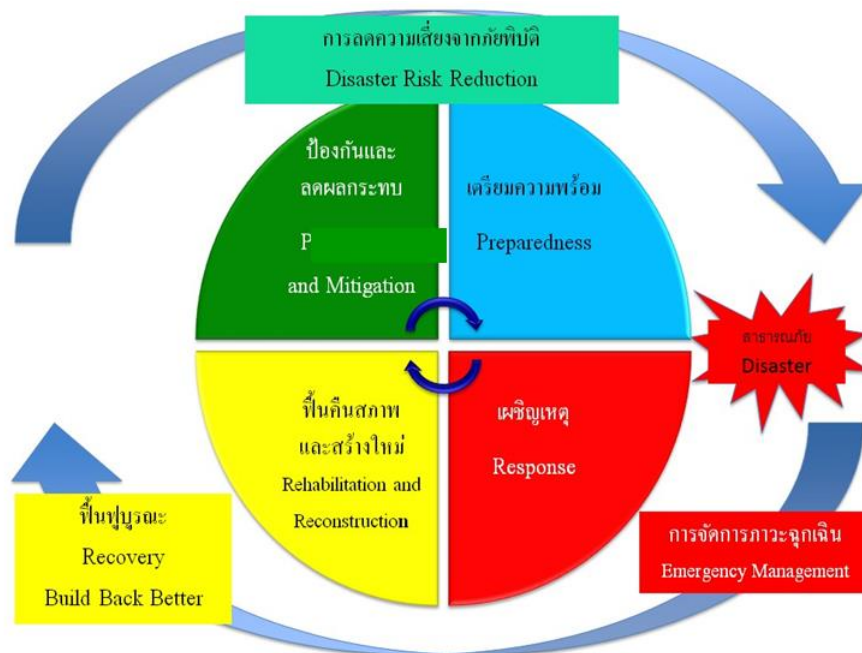 การลดความเสี่ยงจากภัยพิบัติ
Disaster Risk Reduction
ป้องกันและ
ลดผลกระทบ
and Mitigation
เตรียมความพร้อม
Preparedness
สาธารณภัย
Disaster
เผชิญเหตุ
Response
การจัดการภาวะฉุกเฉิน
Emergency Management
ฟื้นคืนสภาพ
และสร้างใหม่
Rehabilitation and
Reconstruction
ฟื้นฟูบูรณะ
Recovery
Build Back Better